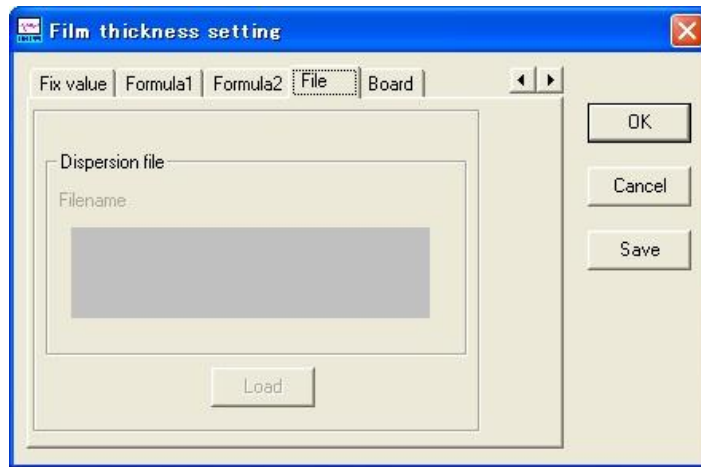 Film thickness setting
Fix value Formula1 Formula2 File Board
OK
Dispersion file
Cancel
Filename
Save
Load